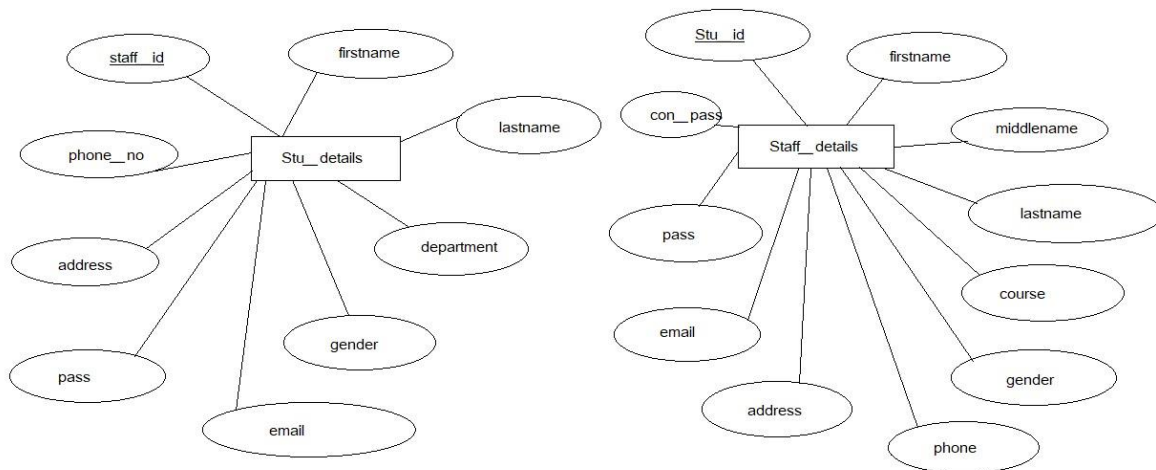 staff__id
firstname
lastname
phone__no
Stu__details
address
department
pass
gender
email
Stu__id
firstname
con__pass
middlename
Staff__details
lastname
pass
course
email
gender
address
phone